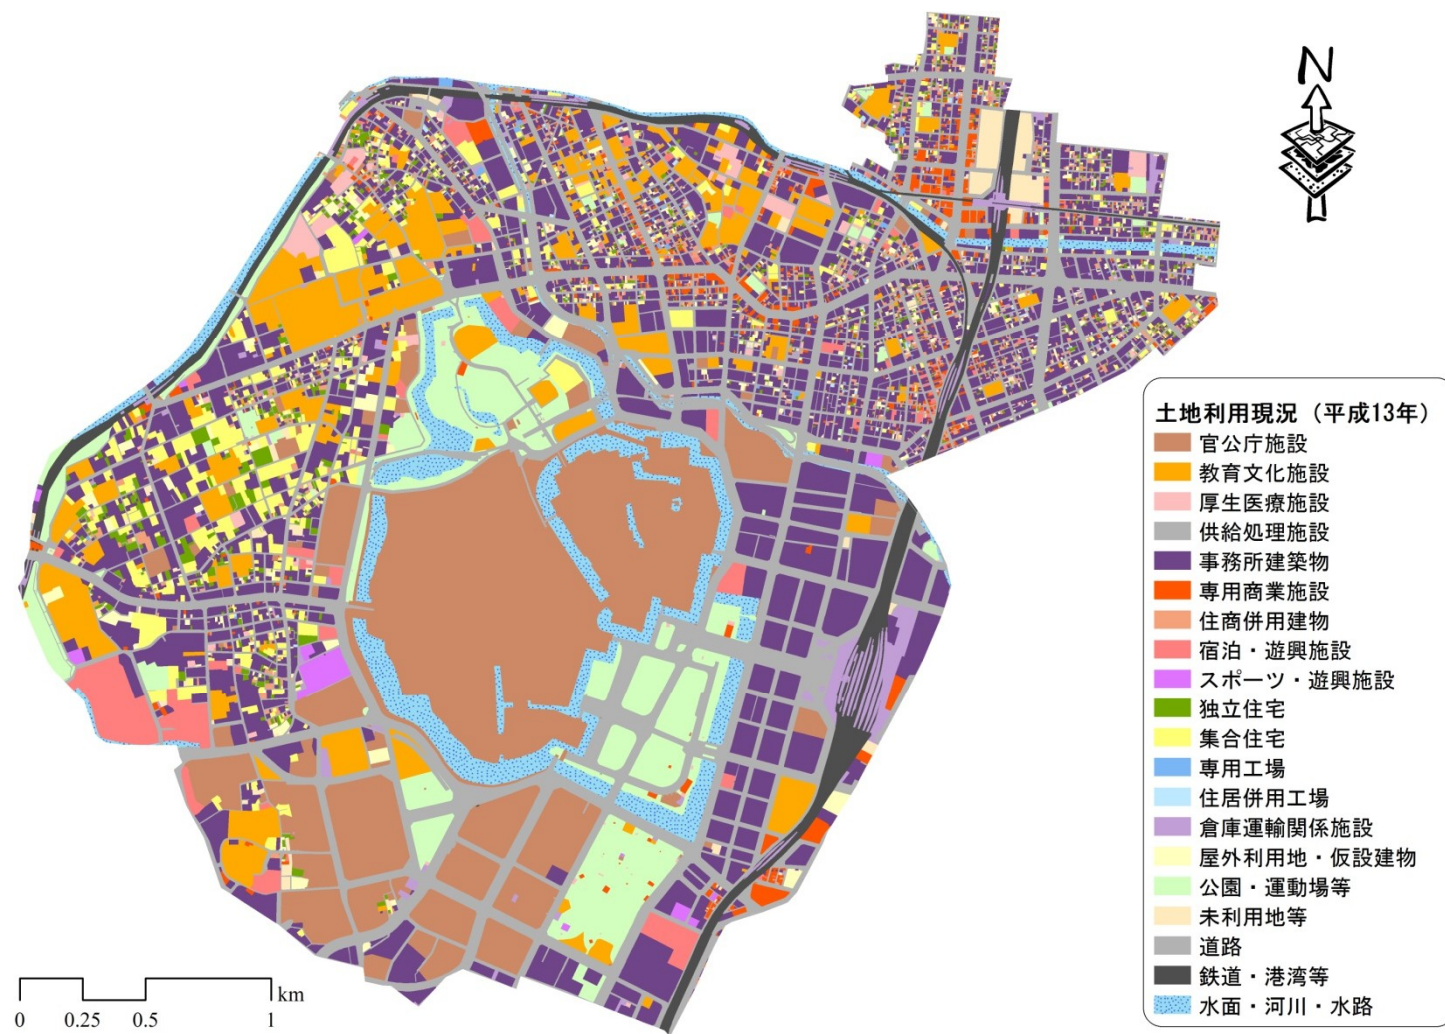 N
土地利用現況（平成13年）
官公庁施設
教育文化施設
厚生医療施設
供給処理施設
事務所建築物
専用商業施設
住商併用建物
宿泊・遊興施設
スポーツ・遊興施設
独立住宅
集合住宅
専用工場
住居併用工場
倉庫運輸関係施設
屋外利用地・仮設建物
公園・運動場等
未利用地等
道路
鉄道・港湾等
水面・河川・水路
km
0 0.25 0.5 1